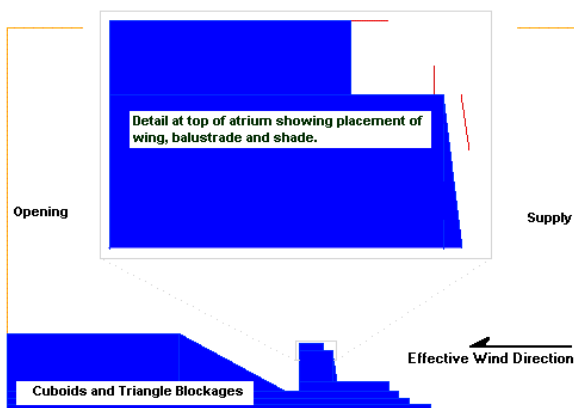 Detail at top of atrium showing placement of
wing, balustrade and shade.
Opening
Supply
Effective Wind Direction
Cuboids and Triangle Blockages